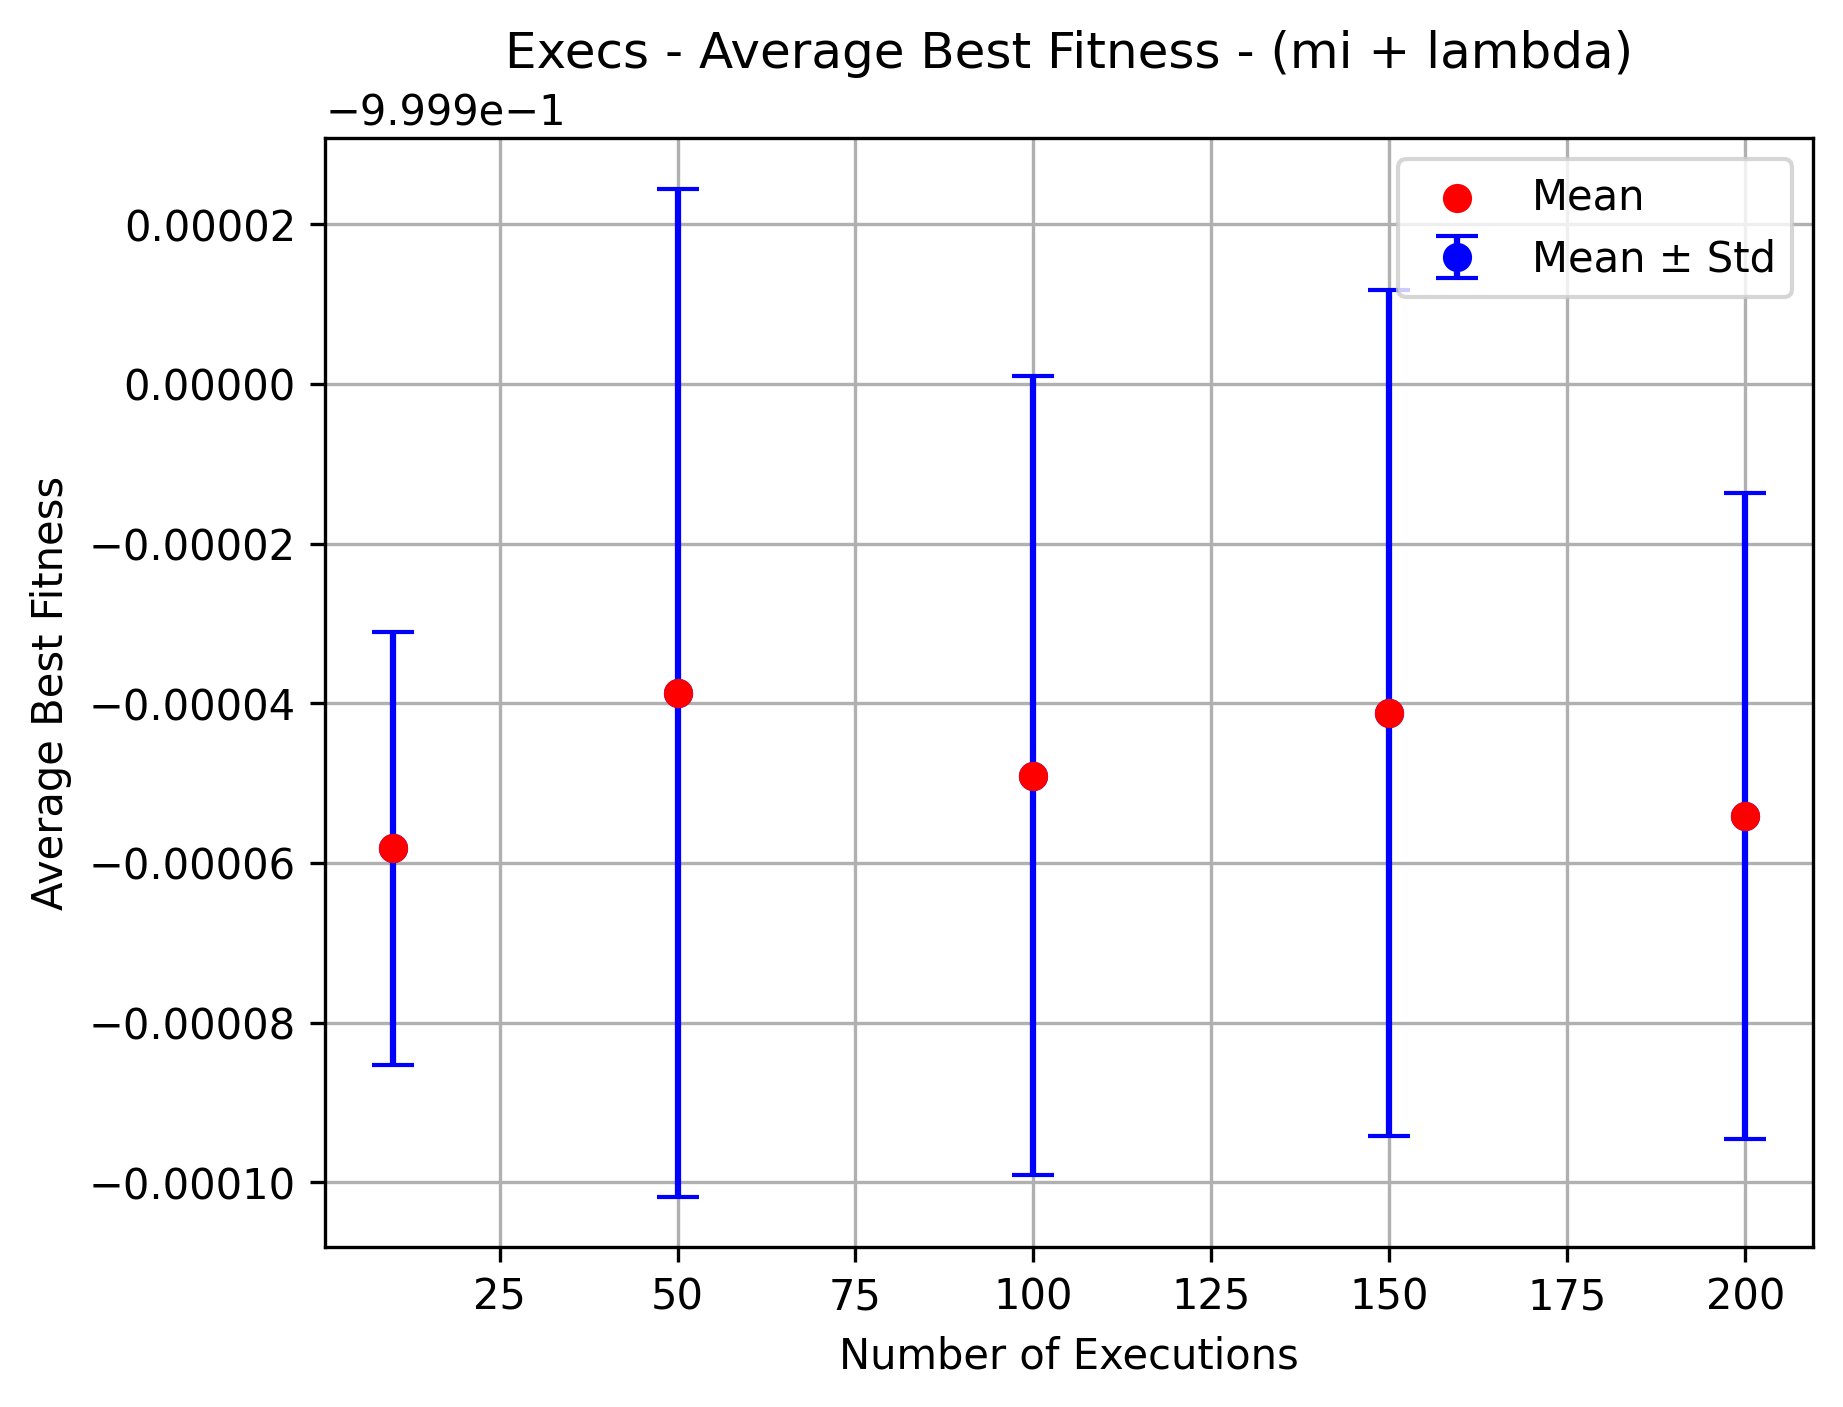 Execs - Average Best Fitness - (mi + lambda)
−9.999e−1
Mean
Mean ± Std
0.00002
0.00000
−0.00002
−0.00004
−0.00006
−0.00008
−0.00010
Average Best Fitness
25 50 75 100 125 150 175 200
Number of Executions